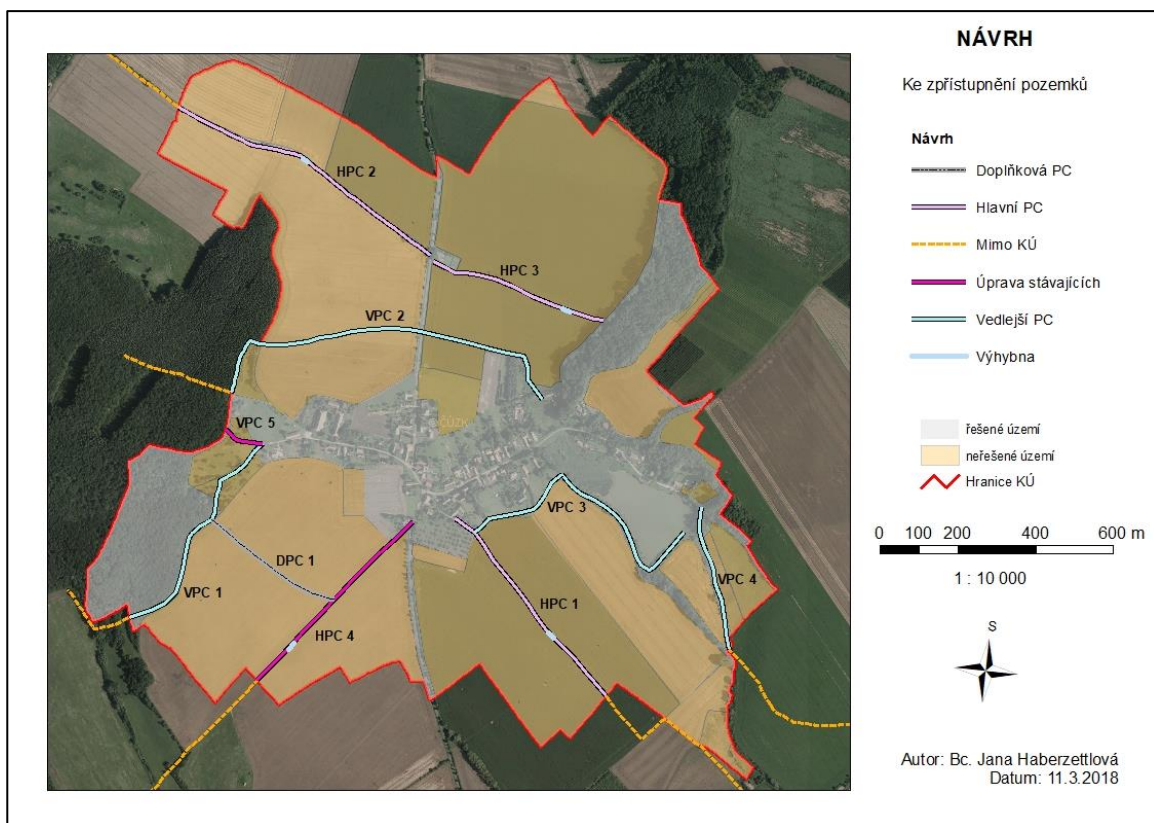 NÁVRH
Ke zpřístupnění pozemků
Návrh
Doplňková PC
Hlavní PC
Mimo KÚ
Úprava stávajících
Vedlejší PC
Výhybna
řešené území
neřešené území
Hranice KÚ
0 100 200 400 600 m
1 : 10 000
S
Autor: Bc. Jana Haberzettlová
Datum: 11.3.2018
HPC 2
HPC 3
VPC 2
VPC 5
VPC 3
DPC 1
VPC 1
VPC 4
HPC 1
HPC 4